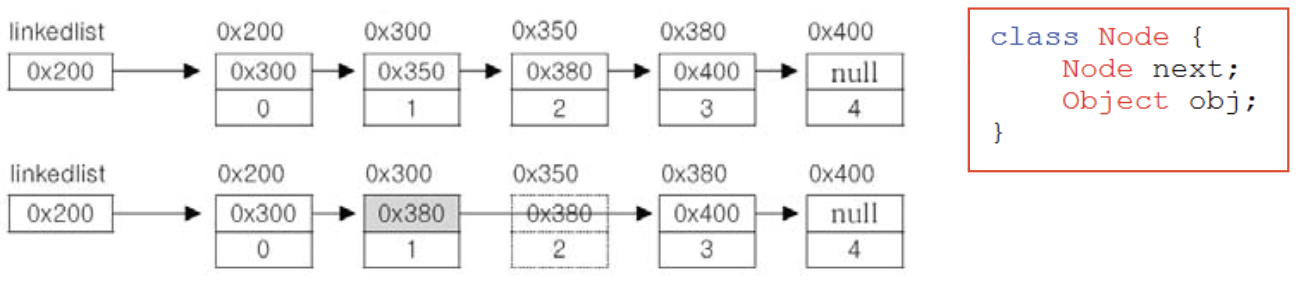 linkedlist 0x200 0x300 0x350 0x380 0x400
0x200 0x300 0x350 0x380 0x400 null
0 1 2 3 4
linkedlist 0x200 0x300 0x350 0x380 0x400
0x200 0x300 0x380 0x380 0x400 null
0 1 2 3 4
class Node {
Node next;
Object obj;
}